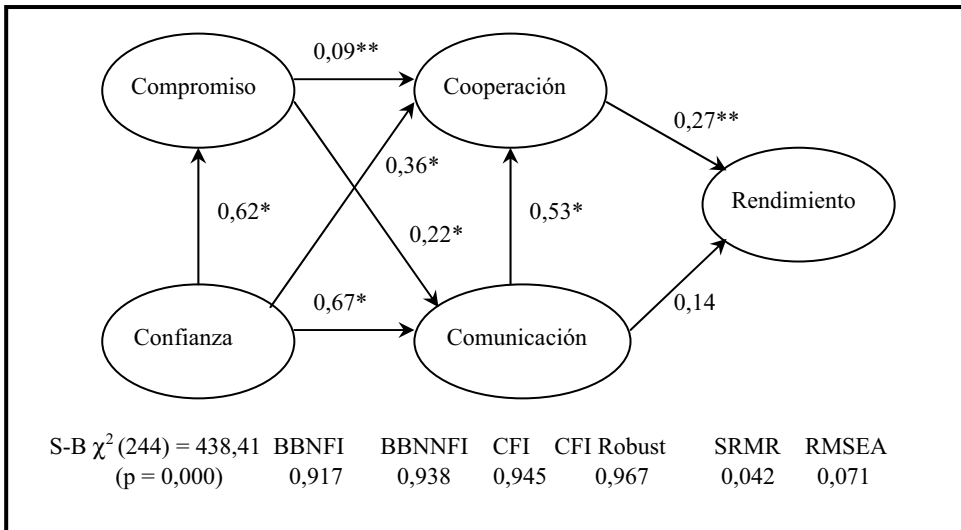 0,09**
Compromiso
Cooperación
0,27**
0,36*
0,62*
0,53*
Rendimiento
0,22*
0,67*
0,14
Confianza
Comunicación
S-B χ² (244) = 438,41 BBNFI BBNNFI CFI CFI Robust SRMR RMSEA
(p = 0,000) 0,917 0,938 0,945 0,967 0,042 0,071